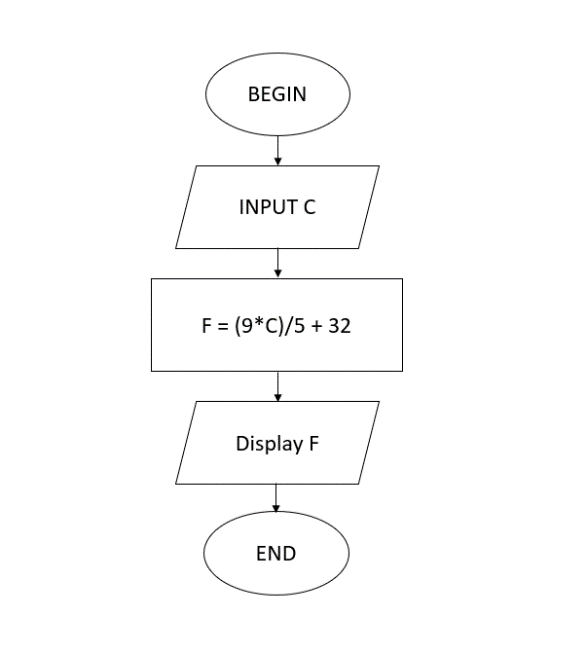 BEGIN
INPUT C
F = (9*C)/5 + 32
Display F
END